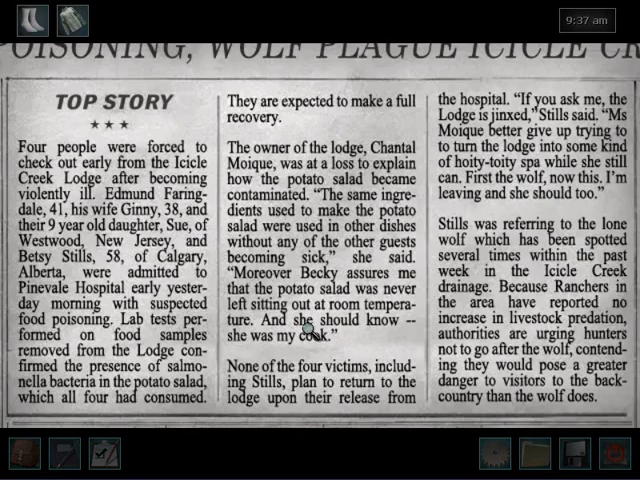 9:37 am
POISONING, WOLF PLAGUE ICICLE CR
TOP STORY
Four people were forced to
check out early from the Icicle
Creek Lodge after becoming
violently ill. Edmund Faring-
dale, 41, his wife Ginny, 38, and
their 9 year old daughter, Sue, of
Westwood, New Jersey, and
Betsy Stills, 58, of Calgary,
Alberta, were admitted to
Pinevale Hospital early yester-
day morning with suspected
food poisoning. Lab tests per-
formed on food samples
removed from the Lodge con-
firmed the presence of salmo-
nella bacteria in the potato salad,
which all four had consumed.
They are expected to make a full
recovery.
The owner of the lodge, Chantal
Moique, was at a loss to explain
how the potato salad became
contaminated. “The same ingre-
dients used to make the potato
salad were used in other dishes
without any of the other guests
becoming sick,” she said.
“Moreover Becky assures me
that the potato salad was never
left sitting out at room tempera-
ture. And she should know --
she was my cook.”
None of the four victims, includ-
ing Stills, plan to return to the
lodge upon their release from
the hospital. “If you ask me, the
Lodge is jinxed,” Stills said. “Ms
Moique better give up trying to
to turn the lodge into some kind
of hoity-toity spa while she still
can. First the wolf, now this. I’m
leaving and she should too.”
Stills was referring to the lone
wolf which has been spotted
several times within the past
week in the Icicle Creek
drainage. Because Ranchers in
the area have reported no
increase in livestock predation,
authorities are urging hunters
not to go after the wolf, contend-
ing they would pose a greater
danger to visitors to the back-
country than the wolf does.